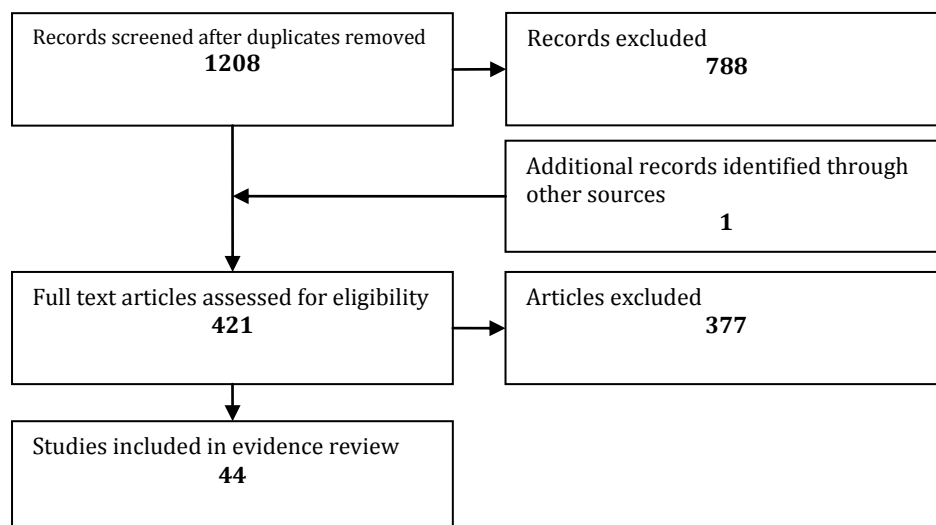 Records screened after duplicates removed
1208
Records excluded
788
Additional records identified through
other sources
1
Full text articles assessed for eligibility
421
Articles excluded
377
Studies included in evidence review
44